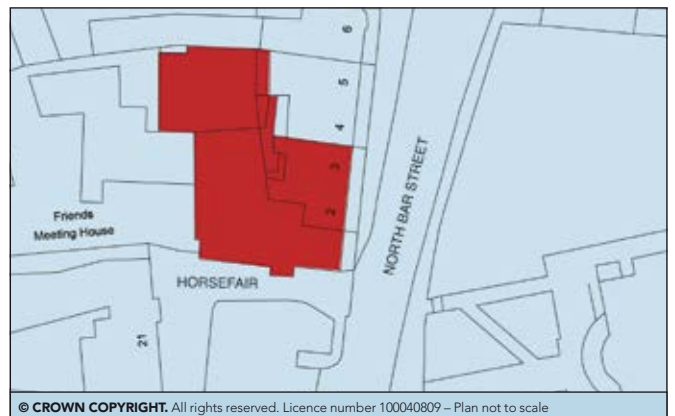 6
5
4
3
2
NORTH BAR STREET
Friends
Meeting House
HORSEFAIR
21
© CROWN COPYRIGHT. All rights reserved. Licence number 100040809 – Plan not to scale